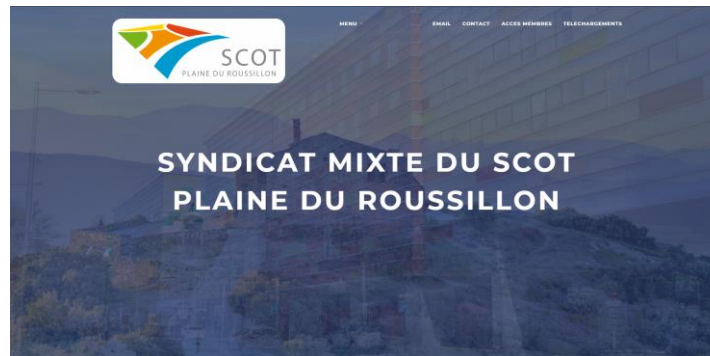 SCOT
PLAINE DU ROUSSILLON
MENU
EMAIL CONTACT ACCES MEMBRES TELECHARGEMENTS
SYNDICAT MIXTE DU SCOT
PLAINE DU ROUSSILLON